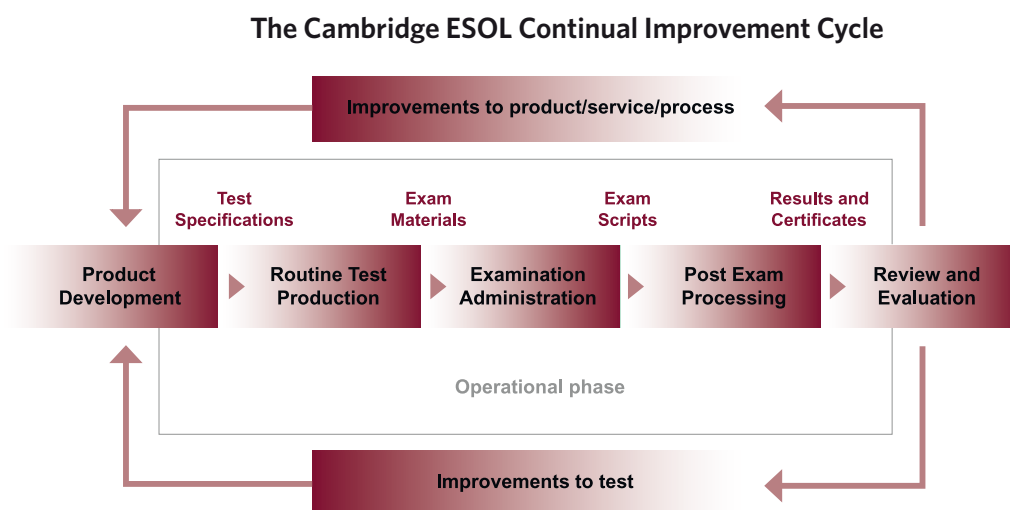 The Cambridge ESOL Continual Improvement Cycle
Improvements to product/service/process
Test
Specifications
Exam
Materials
Exam
Scripts
Results and
Certificates
Product
Development
Routine Test
Production
Examination
Administration
Post Exam
Processing
Review and
Evaluation
Operational phase
Improvements to test